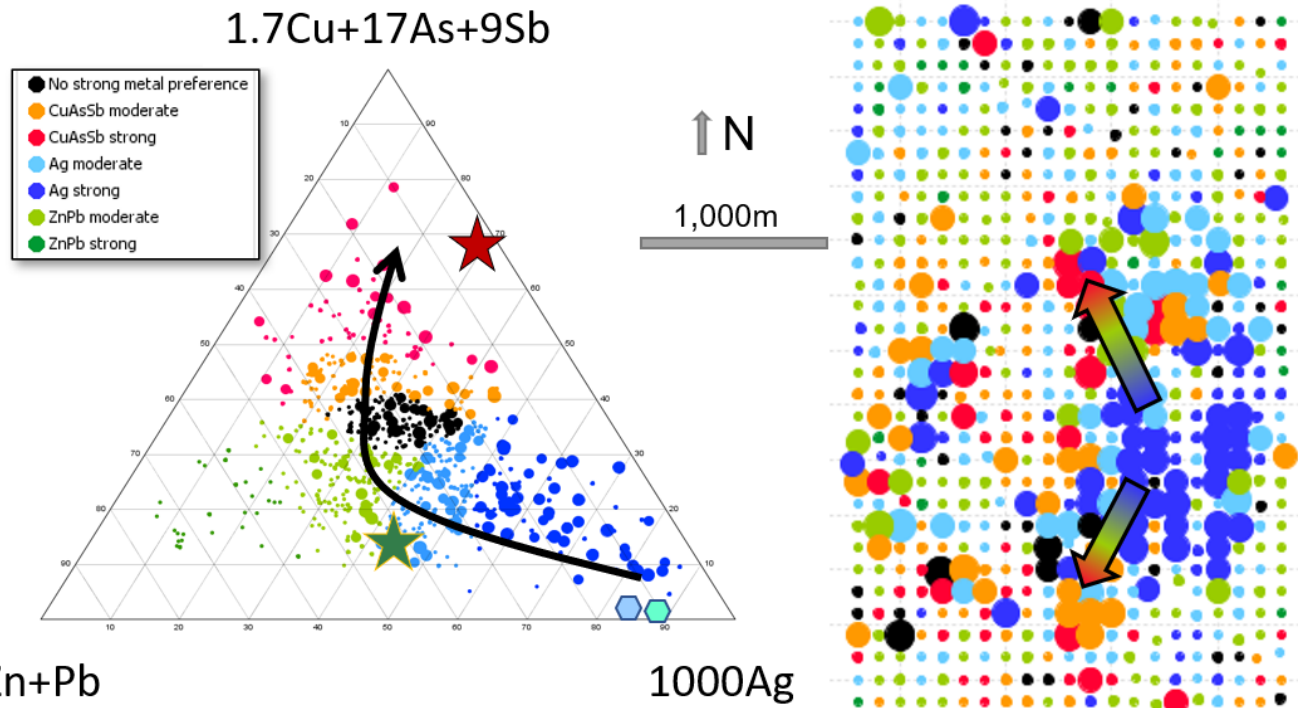 1.7Cu+17As+9Sb
No strong metal preference
CuAsSb moderate
CuAsSb strong
Ag moderate
Ag strong
ZnPb moderate
ZnPb strong
N
1,000m
10 90
20 80
30 70
40 60
50 50
60 40
70 30
80 20
90 10
10 20 30 40 50 60 70 80 90
Zn+Pb
1000Ag